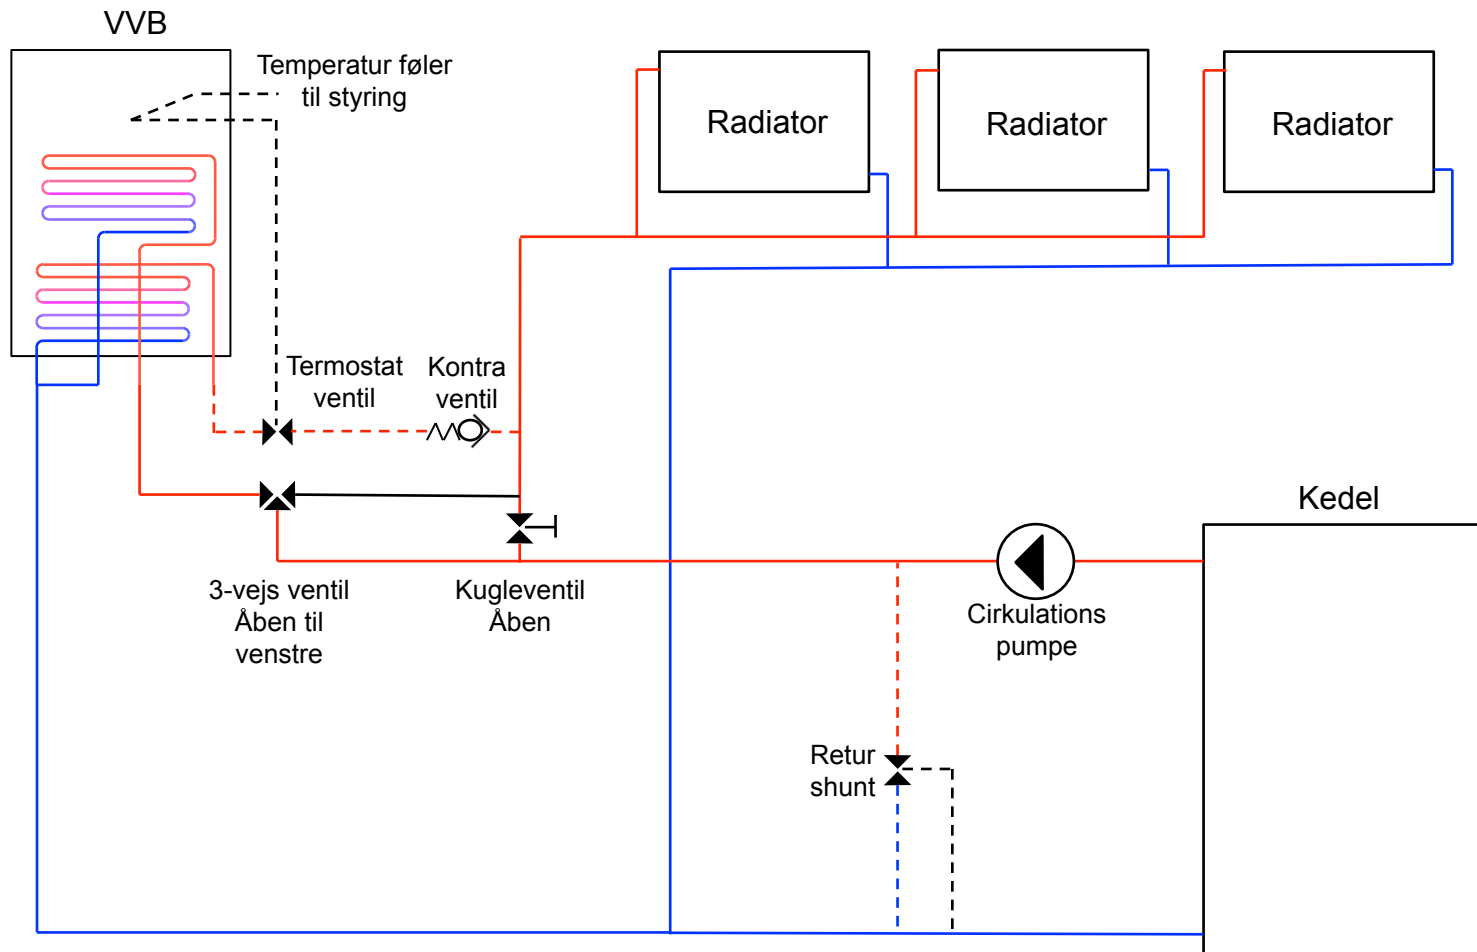 VVB
Temperatur føler
til styring
Radiator
Radiator
Radiator
Termostat
ventil
Kontra
ventil
Kedel
3-vejs ventil
Åben til
venstre
Kugleventil
Åben
Cirkulations
pumpe
Retur
shunt